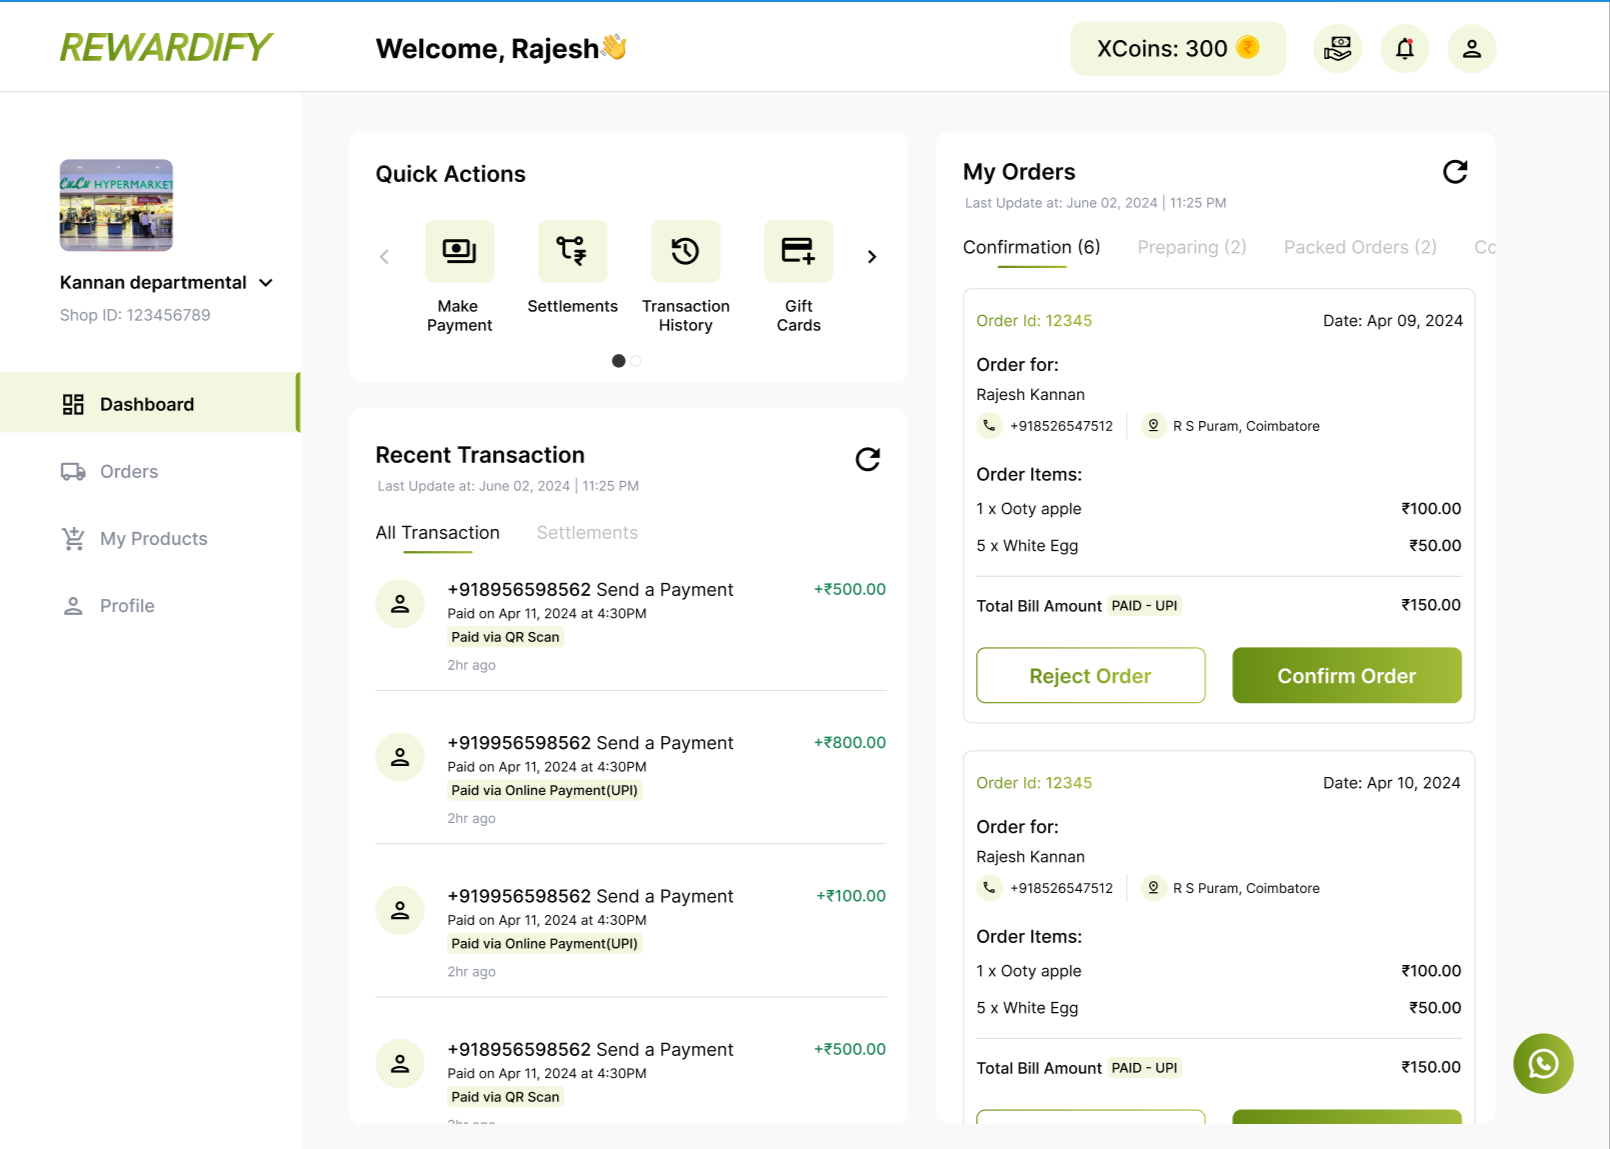 REWARDIFY
Welcome, Rajesh👋
XCoins: 300
LuLu HYPERMARKET
Kannan departmental
Shop ID: 123456789
Dashboard
Orders
My Products
Profile
Quick Actions
Make Payment
Settlements
Transaction History
Gift Cards
Recent Transaction
Last Update at: June 02, 2024 | 11:25 PM
All Transaction
Settlements
+918956598562 Send a Payment
+₹500.00
Paid on Apr 11, 2024 at 4:30PM
Paid via QR Scan
2hr ago
+919956598562 Send a Payment
+₹800.00
Paid on Apr 11, 2024 at 4:30PM
Paid via Online Payment(UPI)
2hr ago
+919956598562 Send a Payment
+₹100.00
Paid on Apr 11, 2024 at 4:30PM
Paid via Online Payment(UPI)
2hr ago
+918956598562 Send a Payment
+₹500.00
Paid on Apr 11, 2024 at 4:30PM
Paid via QR Scan
2hr ago
My Orders
Last Update at: June 02, 2024 | 11:25 PM
Confirmation (6)
Preparing (2)
Packed Orders (2)
Order Id: 12345
Date: Apr 09, 2024
Order for:
Rajesh Kannan
+918526547512
R S Puram, Coimbatore
Order Items:
1 x Ooty apple
₹100.00
5 x White Egg
₹50.00
Total Bill Amount PAID - UPI
₹150.00
Reject Order
Confirm Order
Order Id: 12345
Date: Apr 10, 2024
Order for:
Rajesh Kannan
+918526547512
R S Puram, Coimbatore
Order Items:
1 x Ooty apple
₹100.00
5 x White Egg
₹50.00
Total Bill Amount PAID - UPI
₹150.00